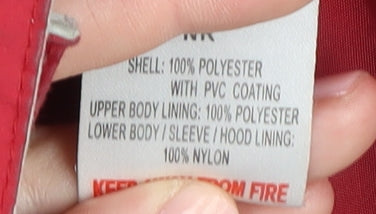 SHELL: 100% POLYESTER
WITH PVC COATING
UPPER BODY LINING: 100% POLYESTER
LOWER BODY / SLEEVE / HOOD LINING:
100% NYLON
KEEP AWAY FROM FIRE